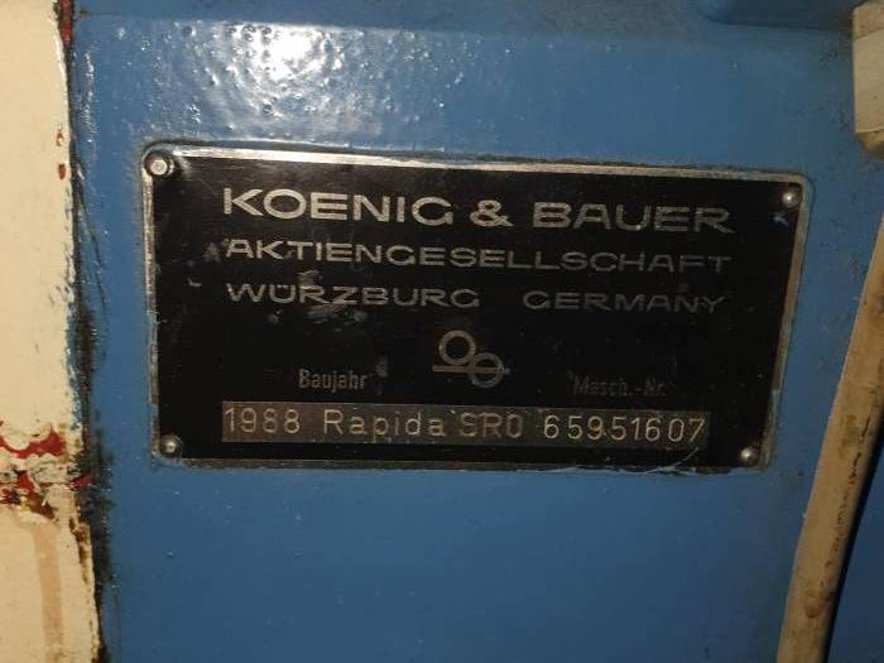 KOENIG & BAUER
AKTIENGESELLSCHAFT
WÜRZBURG GERMANY
Baujahr Masch.-Nr.
1988 Rapida SRO 65951607